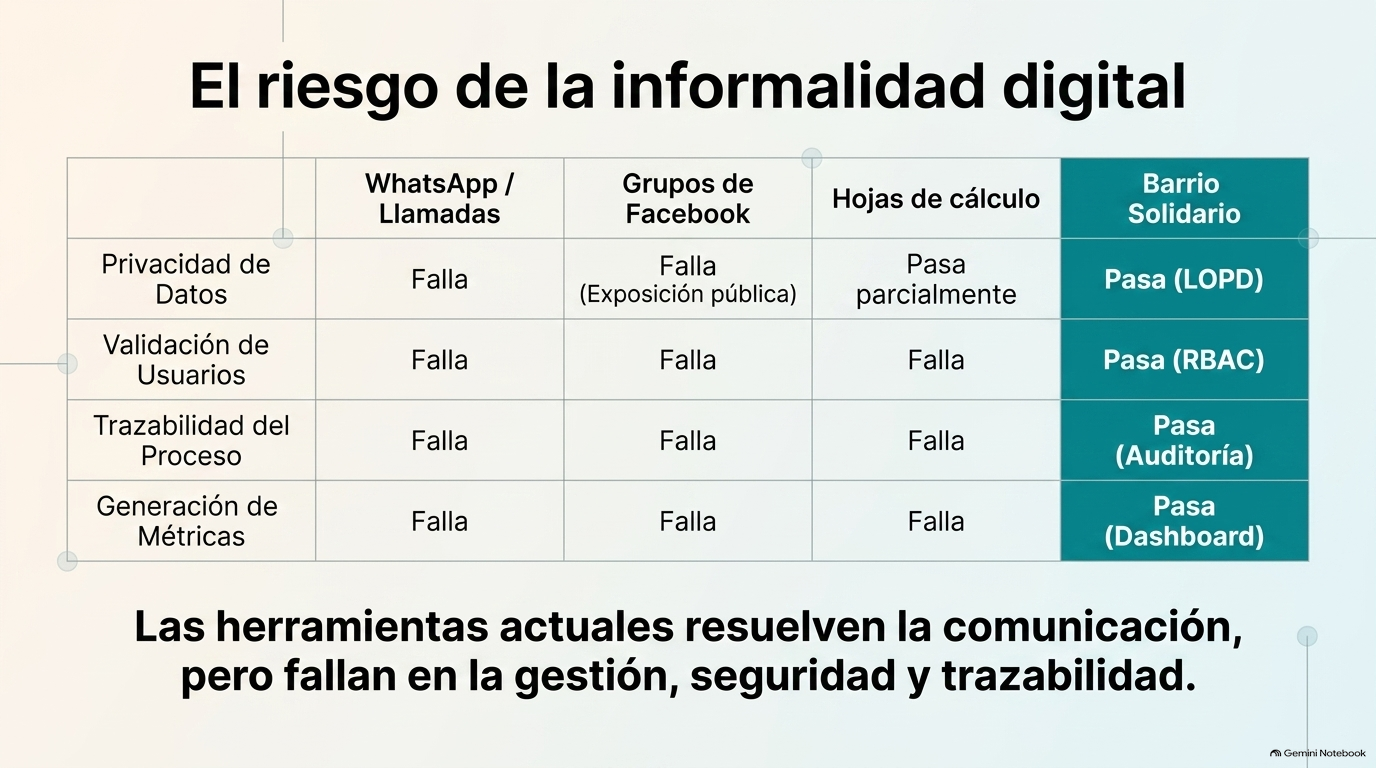 El riesgo de la informalidad digital
WhatsApp /
Llamadas
Grupos de
Facebook
Hojas de cálculo
Barrio
Solidario
Privacidad de
Datos
Falla
Falla
(Exposición pública)
Pasa
parcialmente
Pasa (LOPD)
Validación de
Usuarios
Falla
Falla
Falla
Pasa (RBAC)
Trazabilidad del
Proceso
Falla
Falla
Falla
Pasa
(Auditoría)
Generación de
Métricas
Falla
Falla
Falla
Pasa
(Dashboard)
Las herramientas actuales resuelven la comunicación,
pero fallan en la gestión, seguridad y trazabilidad.
Gemini Notebook